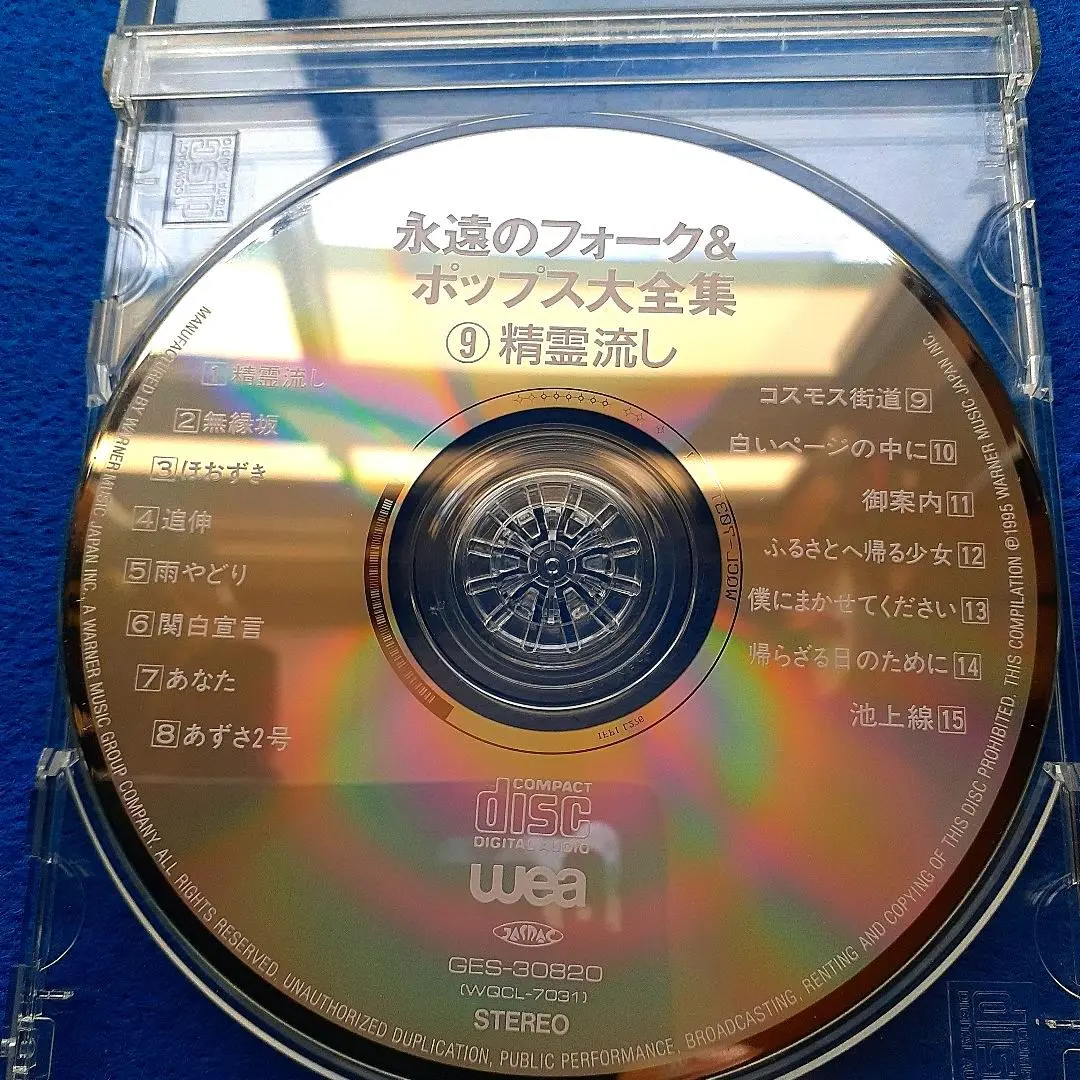 永遠のフォーク&
ポップス大全集
⑨精霊流し
1 精霊流し
2 無縁坂
3 ほおずき
4 追伸
5 雨やどり
6 関白宣言
7 あなた
8 あずさ2号
コスモス街道 9
白いページの中に 10
御案内 11
ふるさとへ帰る少女 12
僕にまかせてください 13
帰らざる日のために 14
池上線 15
COMPACT
disc
DIGITAL AUDIO
wea
JASRAC
GES-30820
(WQCL-7031)
STEREO
MANUFACTURED BY WARNER MUSIC JAPAN INC., A WARNER MUSIC GROUP COMPANY. ALL RIGHTS RESERVED. UNAUTHORIZED DUPLICATION, PUBLIC PERFORMANCE, BROADCASTING, RENTING AND COPYING OF THIS DISC PROHIBITED. THIS COMPILATION ℗1995 WARNER MUSIC JAPAN INC.
COMPACT
disc
DIGITAL AUDIO